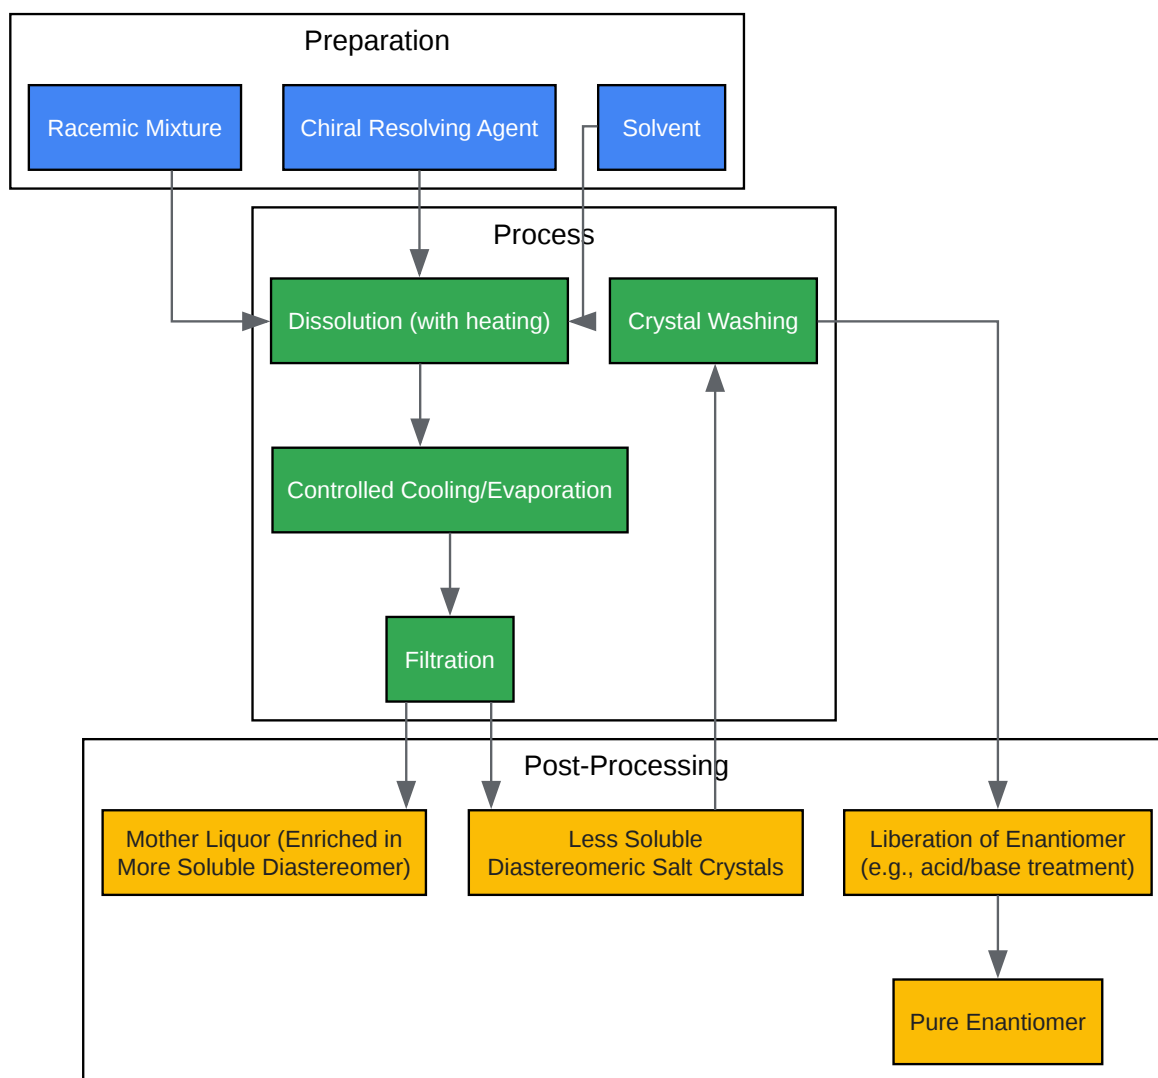 Preparation
Racemic Mixture
Chiral Resolving Agent
Solvent
Process
Dissolution (with heating)
Crystal Washing
Controlled Cooling/Evaporation
Filtration
Post-Processing
Mother Liquor (Enriched in
More Soluble Diastereomer)
Less Soluble
Diastereomeric Salt Crystals
Liberation of Enantiomer
(e.g., acid/base treatment)
Pure Enantiomer